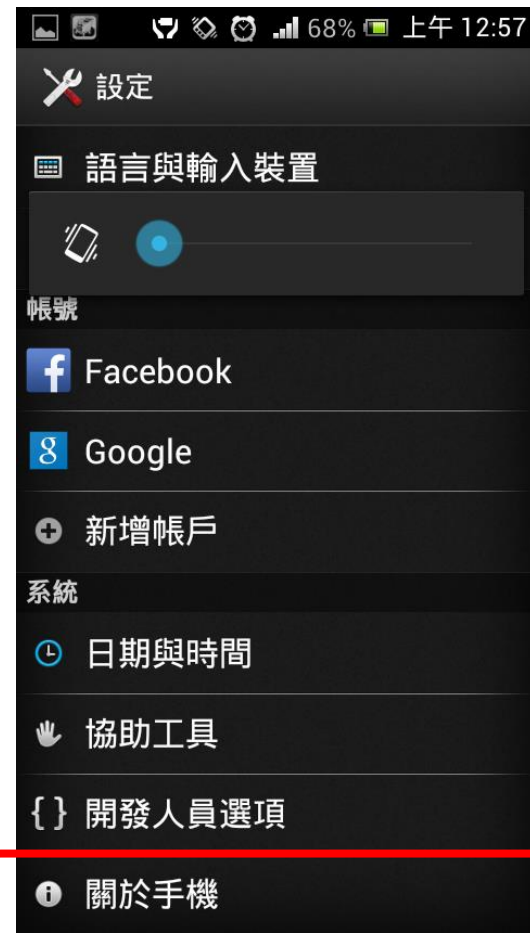 68% 上午 12:57
設定
語言與輸入裝置
帳號
Facebook
Google
新增帳戶
系統
日期與時間
協助工具
{ } 開發人員選項
關於手機